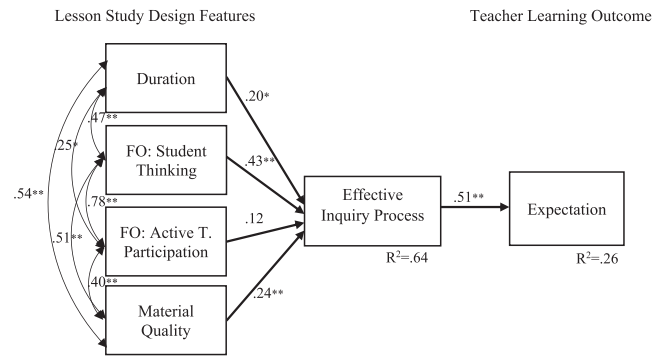 Lesson Study Design Features
Teacher Learning Outcome
Duration
.20*
.47**
.25*
FO: Student
Thinking
.43**
.54**
.78**
Effective
Inquiry Process
.51**
Expectation
.12
FO: Active T.
Participation
.51**
R²=.64
R²=.26
.40**
.24**
Material
Quality